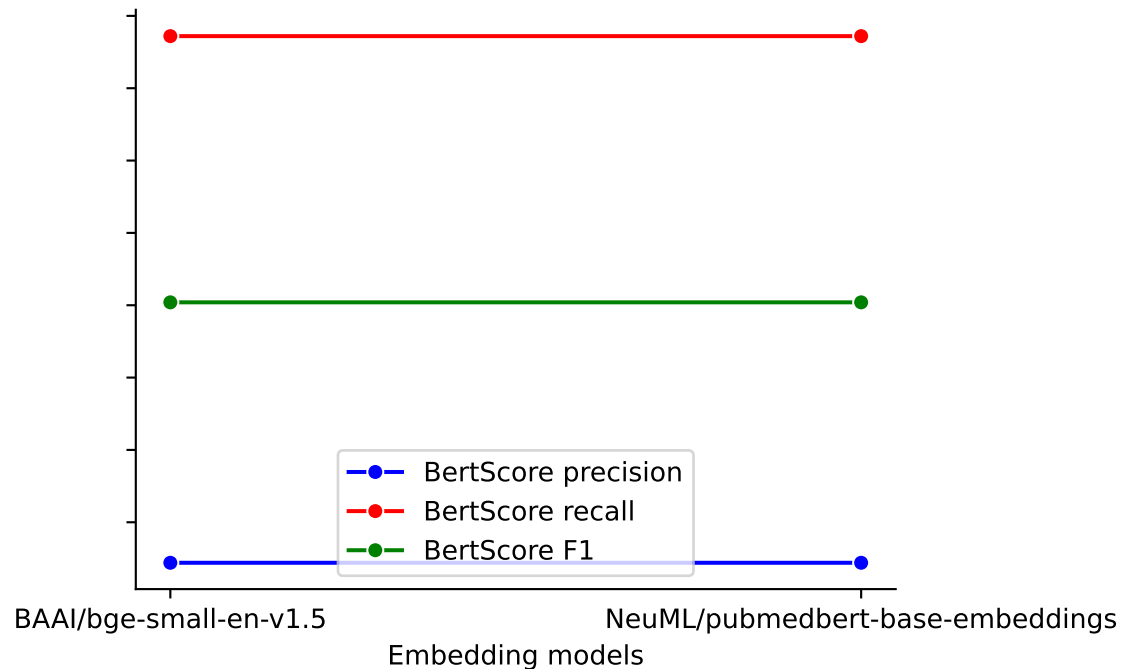 BertScore precision
BertScore recall
BertScore F1
BAAI/bge-small-en-v1.5
NeuML/pubmedbert-base-embeddings
Embedding models